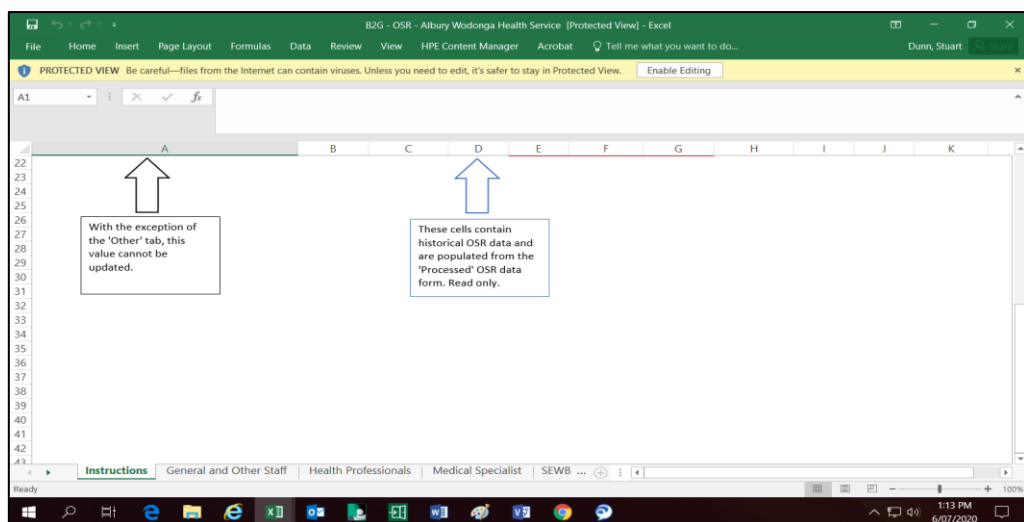 B2G - OSR - Albury Wodonga Health Service [Protected View] - Excel
File Home Insert Page Layout Formulas Data Review View HPE Content Manager Acrobat Tell me what you want to do... Dunn, Stuart Share
PROTECTED VIEW Be careful—files from the Internet can contain viruses. Unless you need to edit, it's safer to stay in Protected View. Enable Editing
A1 fx
A B C D E F G H I J K
22
23
24
25
26
27
28
29
30
31
32
33
34
35
36
37
38
39
40
41
42
43
With the exception of
the 'Other' tab, this
value cannot be
updated.
These cells contain
historical OSR data and
are populated from the
'Processed' OSR data
form. Read only.
Instructions General and Other Staff Health Professionals Medical Specialist SEWB ...
Ready 100%
1:13 PM
6/07/2020